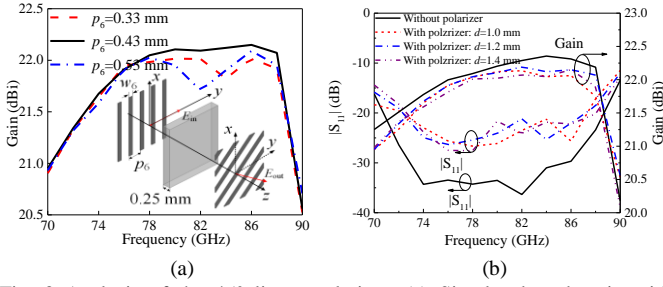 p6=0.33 mm
p6=0.43 mm
p6=0.53 mm
Gain (dBi)
22.5
22.0
21.5
21.0
20.5
w6
x
y
Ein
p6
0.25 mm
x
y
Eout
z
70 74 78 82 86 90
Frequency (GHz)
(a)
Without polarizer
With polzrizer: d=1.0 mm
With polzrizer: d=1.2 mm
With polzrizer: d=1.4 mm
Gain
|S11| (dB)
0
-10
-20
-30
-40
|S11|
|S11|
23.0
22.5
22.0
21.5
21.0
20.5
20.0
Gain (dBi)
70 74 78 82 86 90
Frequency (GHz)
(b)